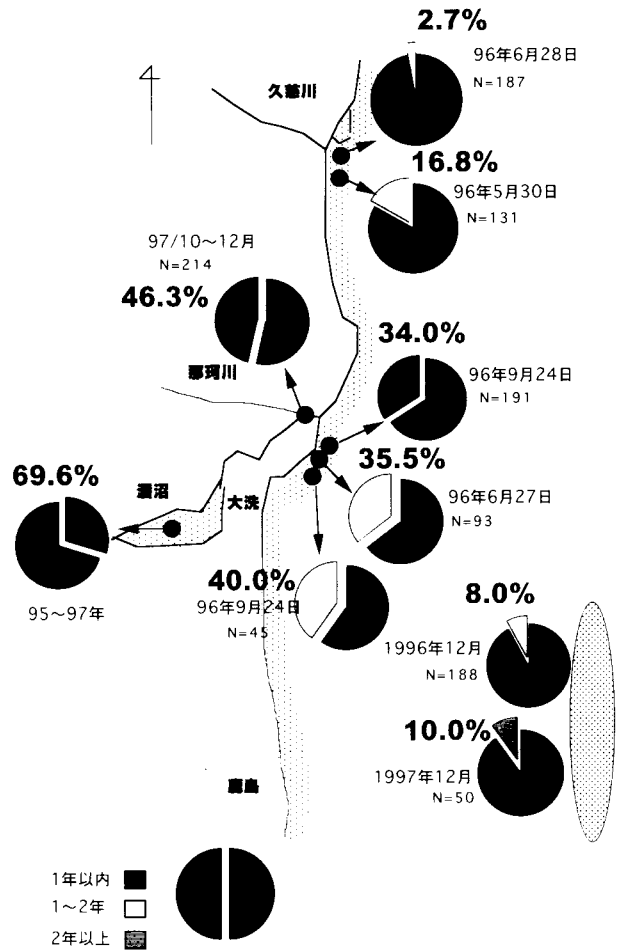 2.7%
96年6月28日
N=187
久慈川
16.8%
96年5月30日
N=131
97/10～12月
N=214
46.3%
34.0%
96年9月24日
N=191
那珂川
35.5%
96年6月27日
N=93
69.6%
涸沼
大洗
95～97年
40.0%
96年9月24日
N=45
8.0%
1996年12月
N=188
10.0%
1997年12月
N=50
鹿島
1年以内
1～2年
2年以上